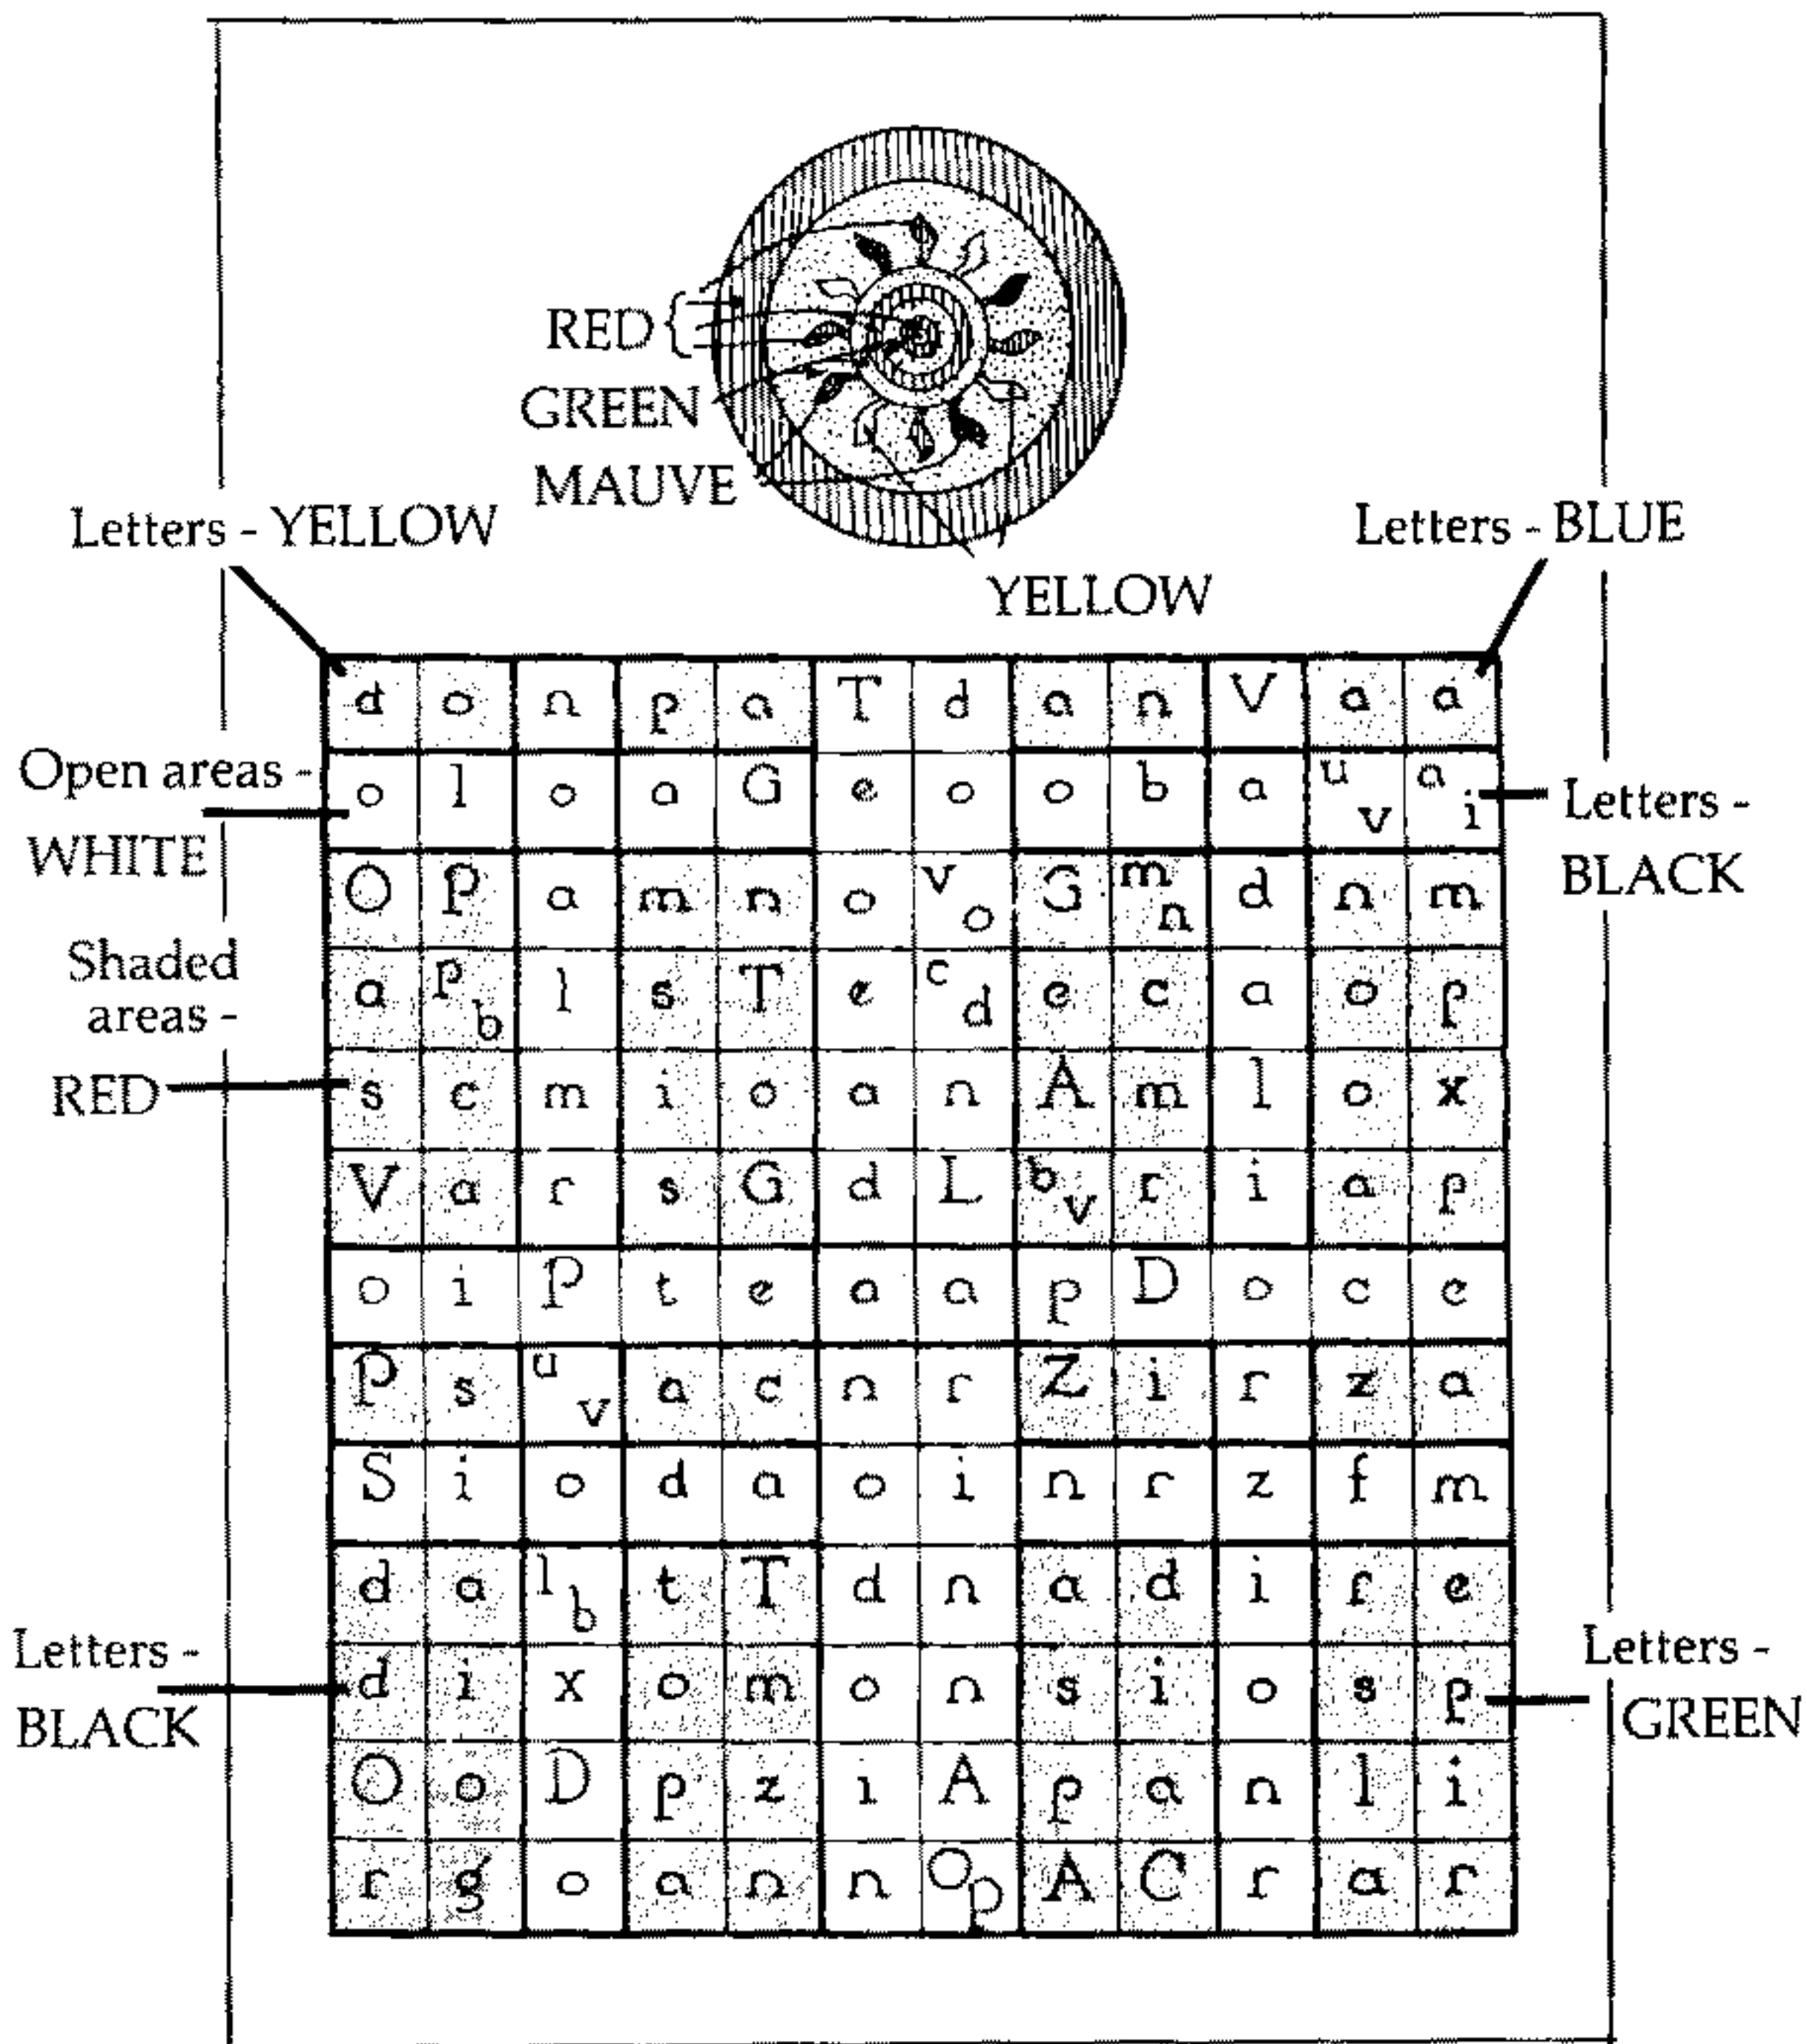 RED
GREEN
MAUVE
Letters - YELLOW
Letters - BLUE
YELLOW
d o n p a T d a n V a a
Open areas -
WHITE
o l o a G e o o b a u v a i
Letters -
BLACK
O P a m n o v o G m n d n m
Shaded
areas -
a P b l s T e c d e c a o p
RED
s c m i o a n A m l o x
V a r s G d L b v r i a p
o i P t e a a p D o c e
P s u v a c n r Z i r z a
S i o d a o i n r z f m
d a l b t T d n a d i r e
Letters -
BLACK
d i x o m o n s i o s p
Letters -
GREEN
O o D p z i A p a n l i
r g o a n n O p A C r a r